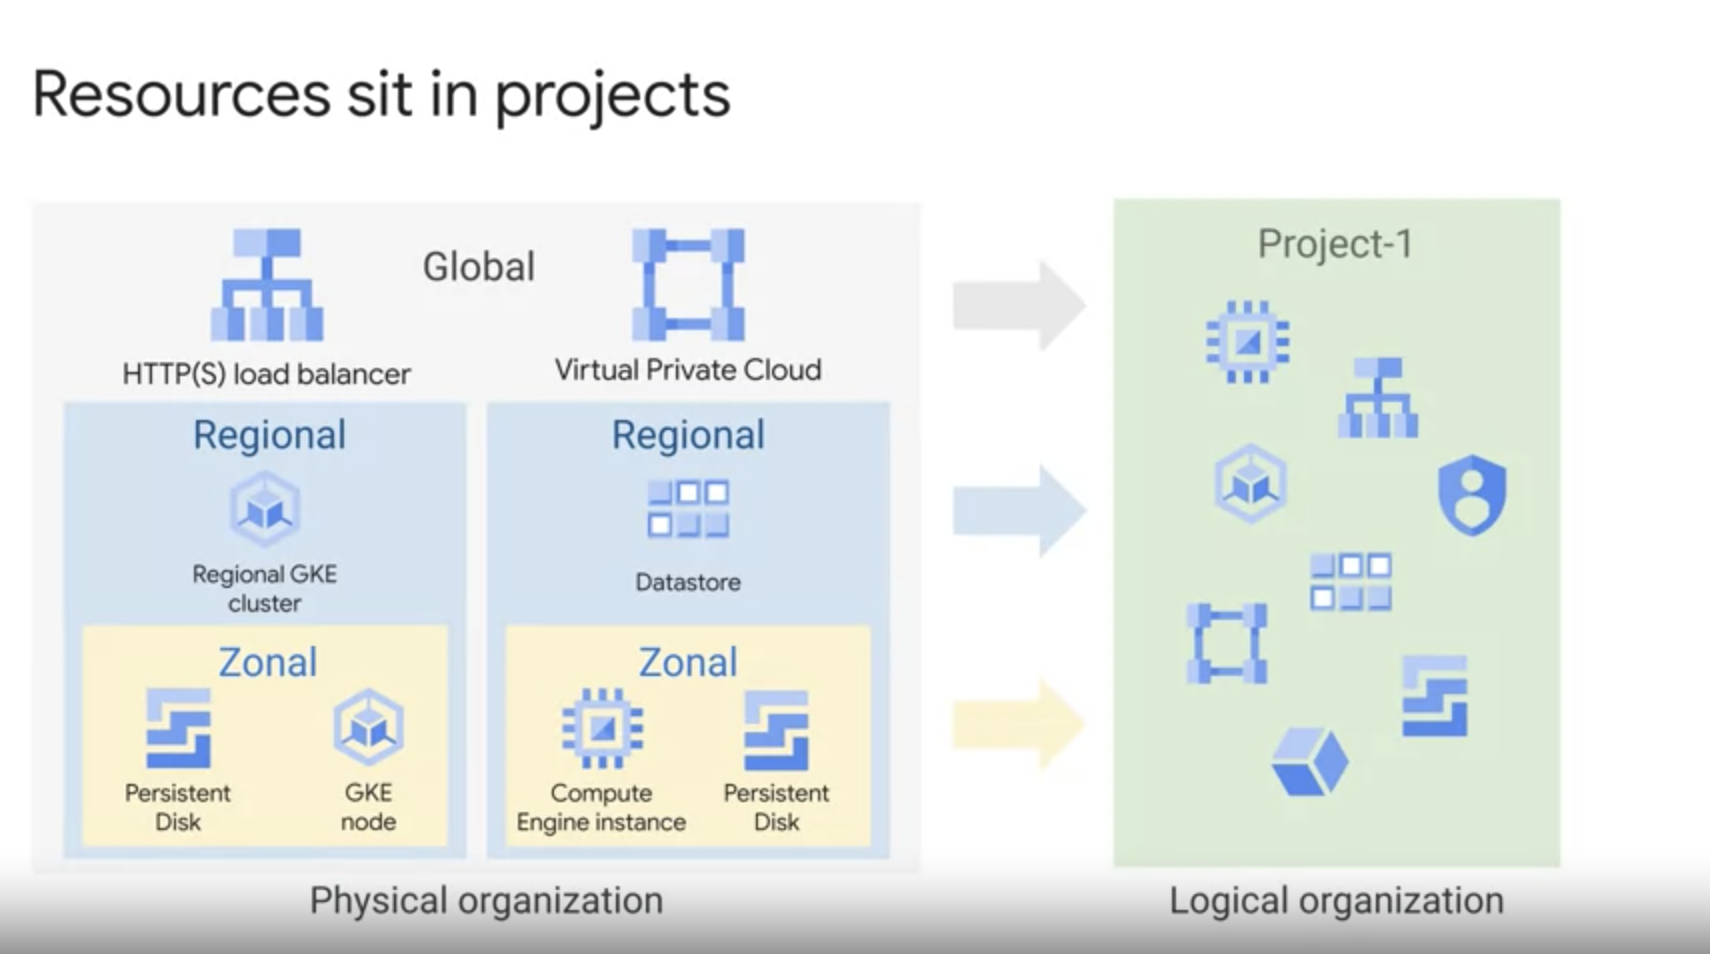 Resources sit in projects
Global
HTTP(S) load balancer
Virtual Private Cloud
Regional
Regional GKE
cluster
Zonal
Persistent
Disk
GKE
node
Regional
Datastore
Zonal
Compute
Engine instance
Persistent
Disk
Physical organization
Project-1
Logical organization